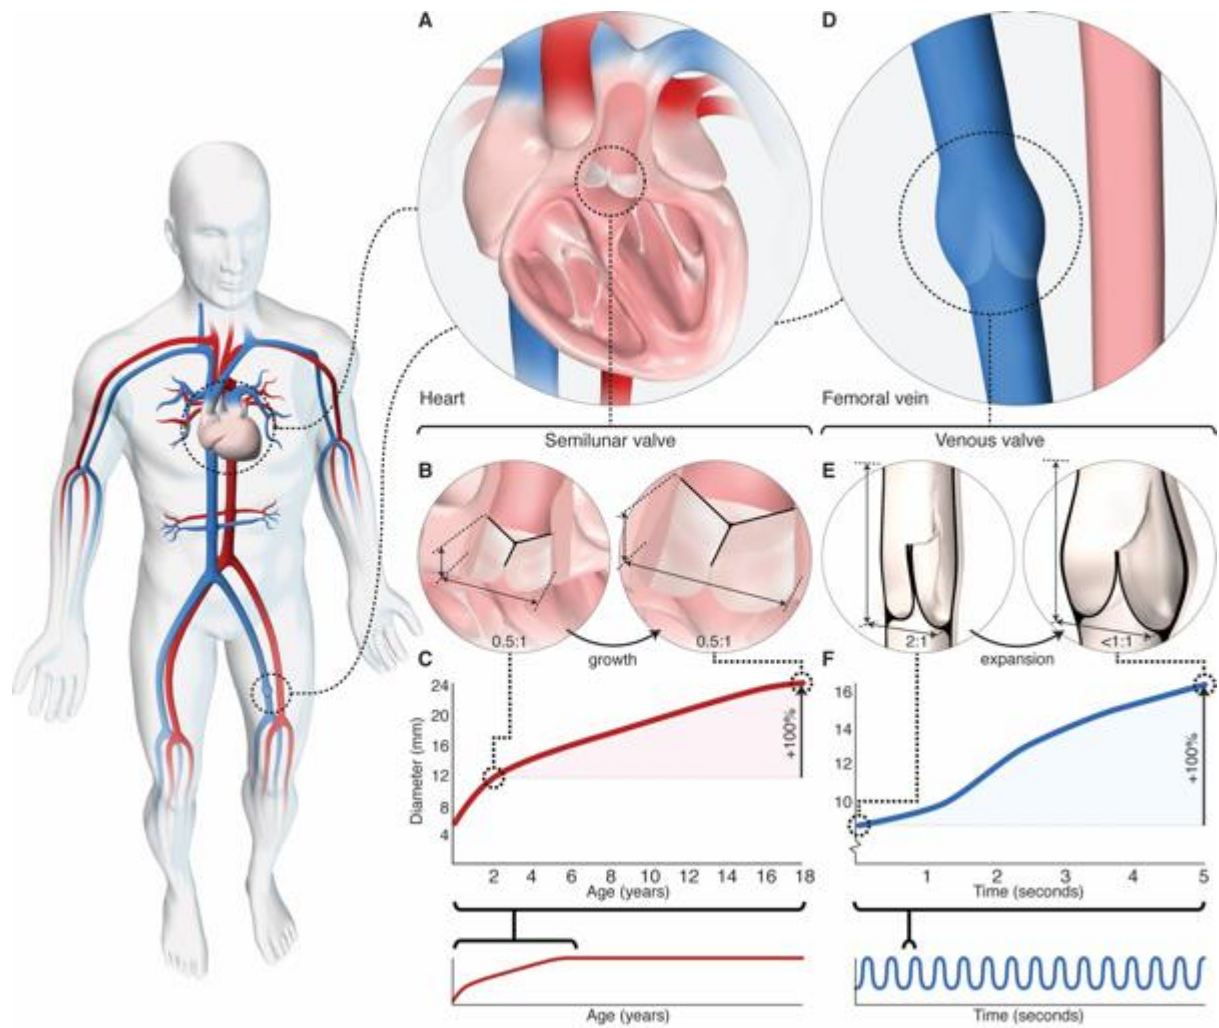 A
D
Heart
Femoral vein
Semilunar valve
Venous valve
B
E
0.5:1
growth
0.5:1
2:1
expansion
<1:1
C
F
24
20
16
12
8
4
Diameter (mm)
+100%
2 4 6 8 10 12 14 16 18
Age (years)
16
14
12
10
+100%
1 2 3 4 5
Time (seconds)
Age (years)
Time (seconds)